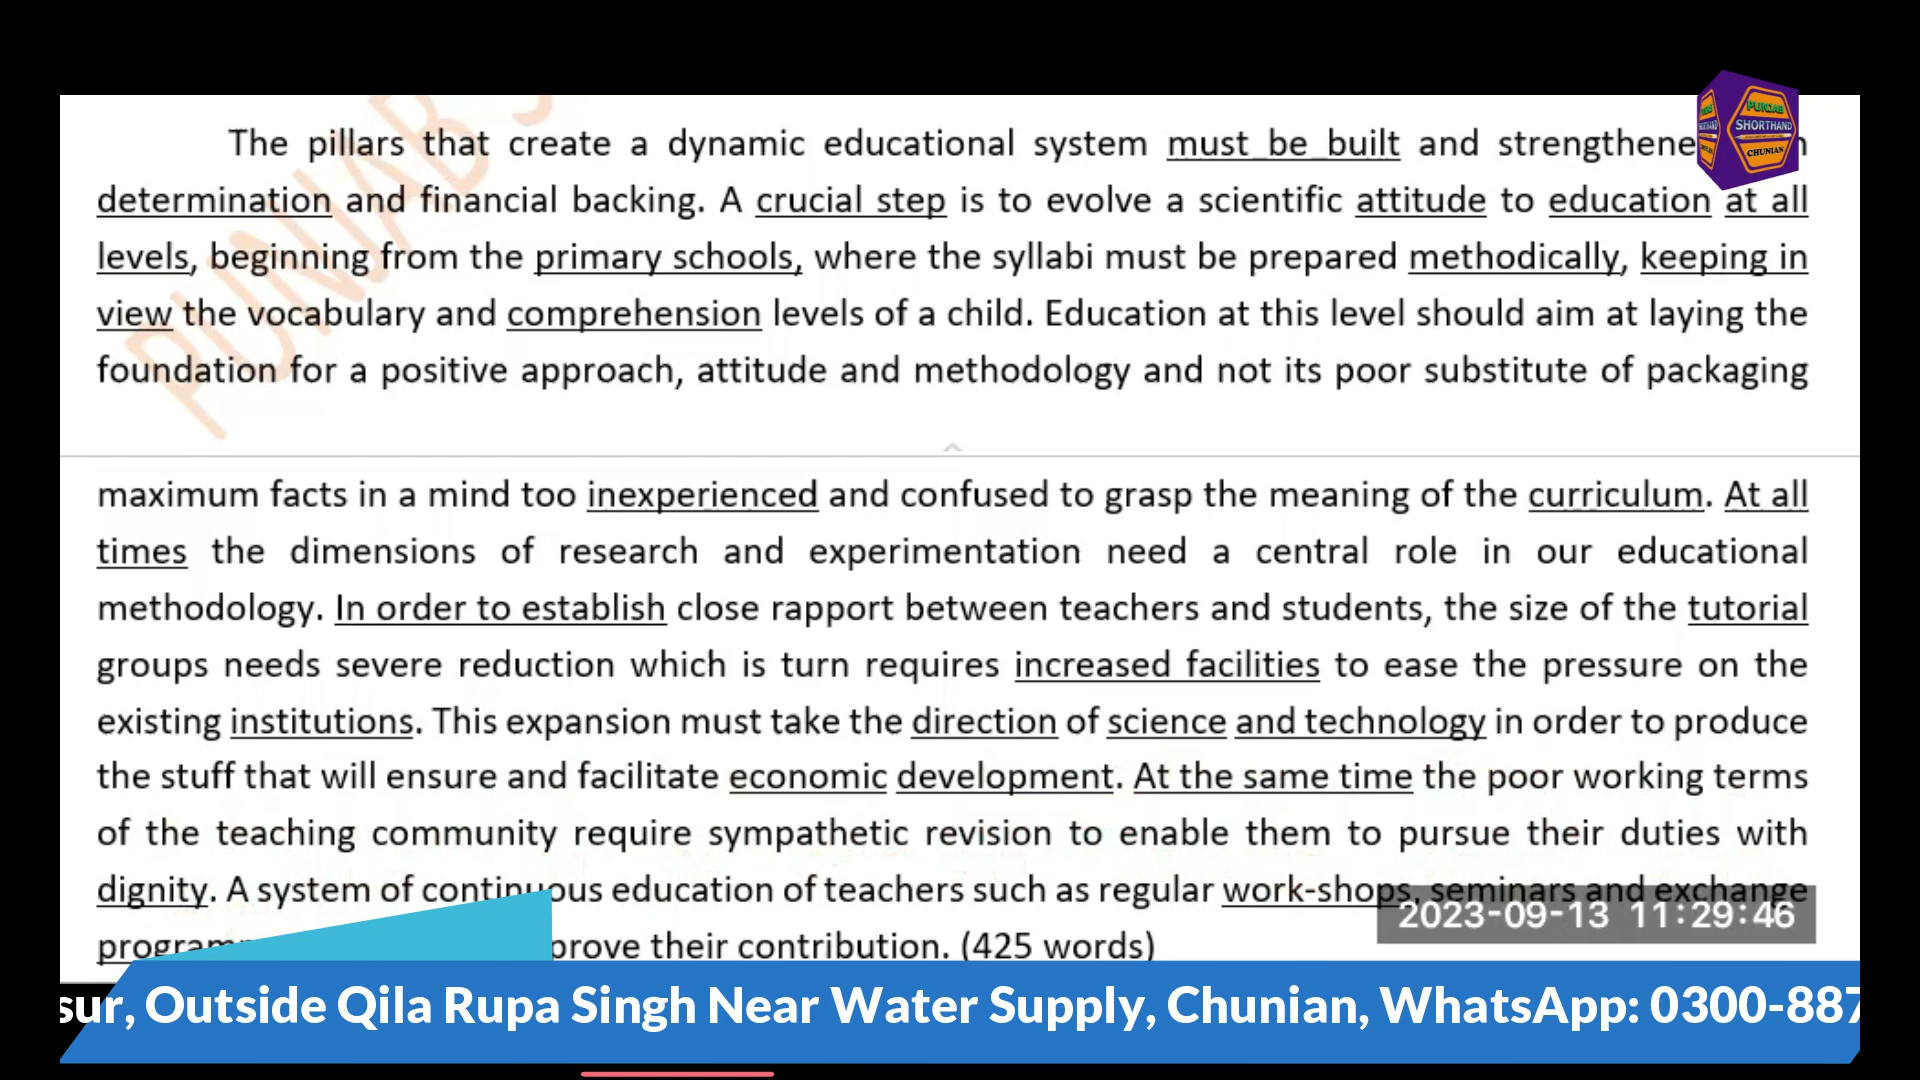 PUNJAB S
PUNJAB
SHORTHAND
CHUNIAN
The pillars that create a dynamic educational system must be built and
determination and financial backing. A crucial step is to evolve a scientific attitude to education at all
levels, beginning from the primary schools, where the syllabi must be prepared methodically, keeping in
view the vocabulary and comprehension levels of a child. Education at this level should aim at laying the
foundation for a positive approach, attitude and methodology and not its poor substitute of packaging
maximum facts in a mind too inexperienced and confused to grasp the meaning of the curriculum. At all
times the dimensions of research and experimentation need a central role in our educational
methodology. In order to establish close rapport between teachers and students, the size of the tutorial
groups needs severe reduction which is turn requires increased facilities to ease the pressure on the
existing institutions. This expansion must take the direction of science and technology in order to produce
the stuff that will ensure and facilitate economic development. At the same time the poor working terms
of the teaching community require sympathetic revision to enable them to pursue their duties with
dignity. A system of continuous education of teachers such as regular work-shops, seminars and exchange
their contribution. (425 words)
2023-09-13 11:29:46
sur, Outside Qila Rupa Singh Near Water Supply, Chunian, WhatsApp: 0300-887